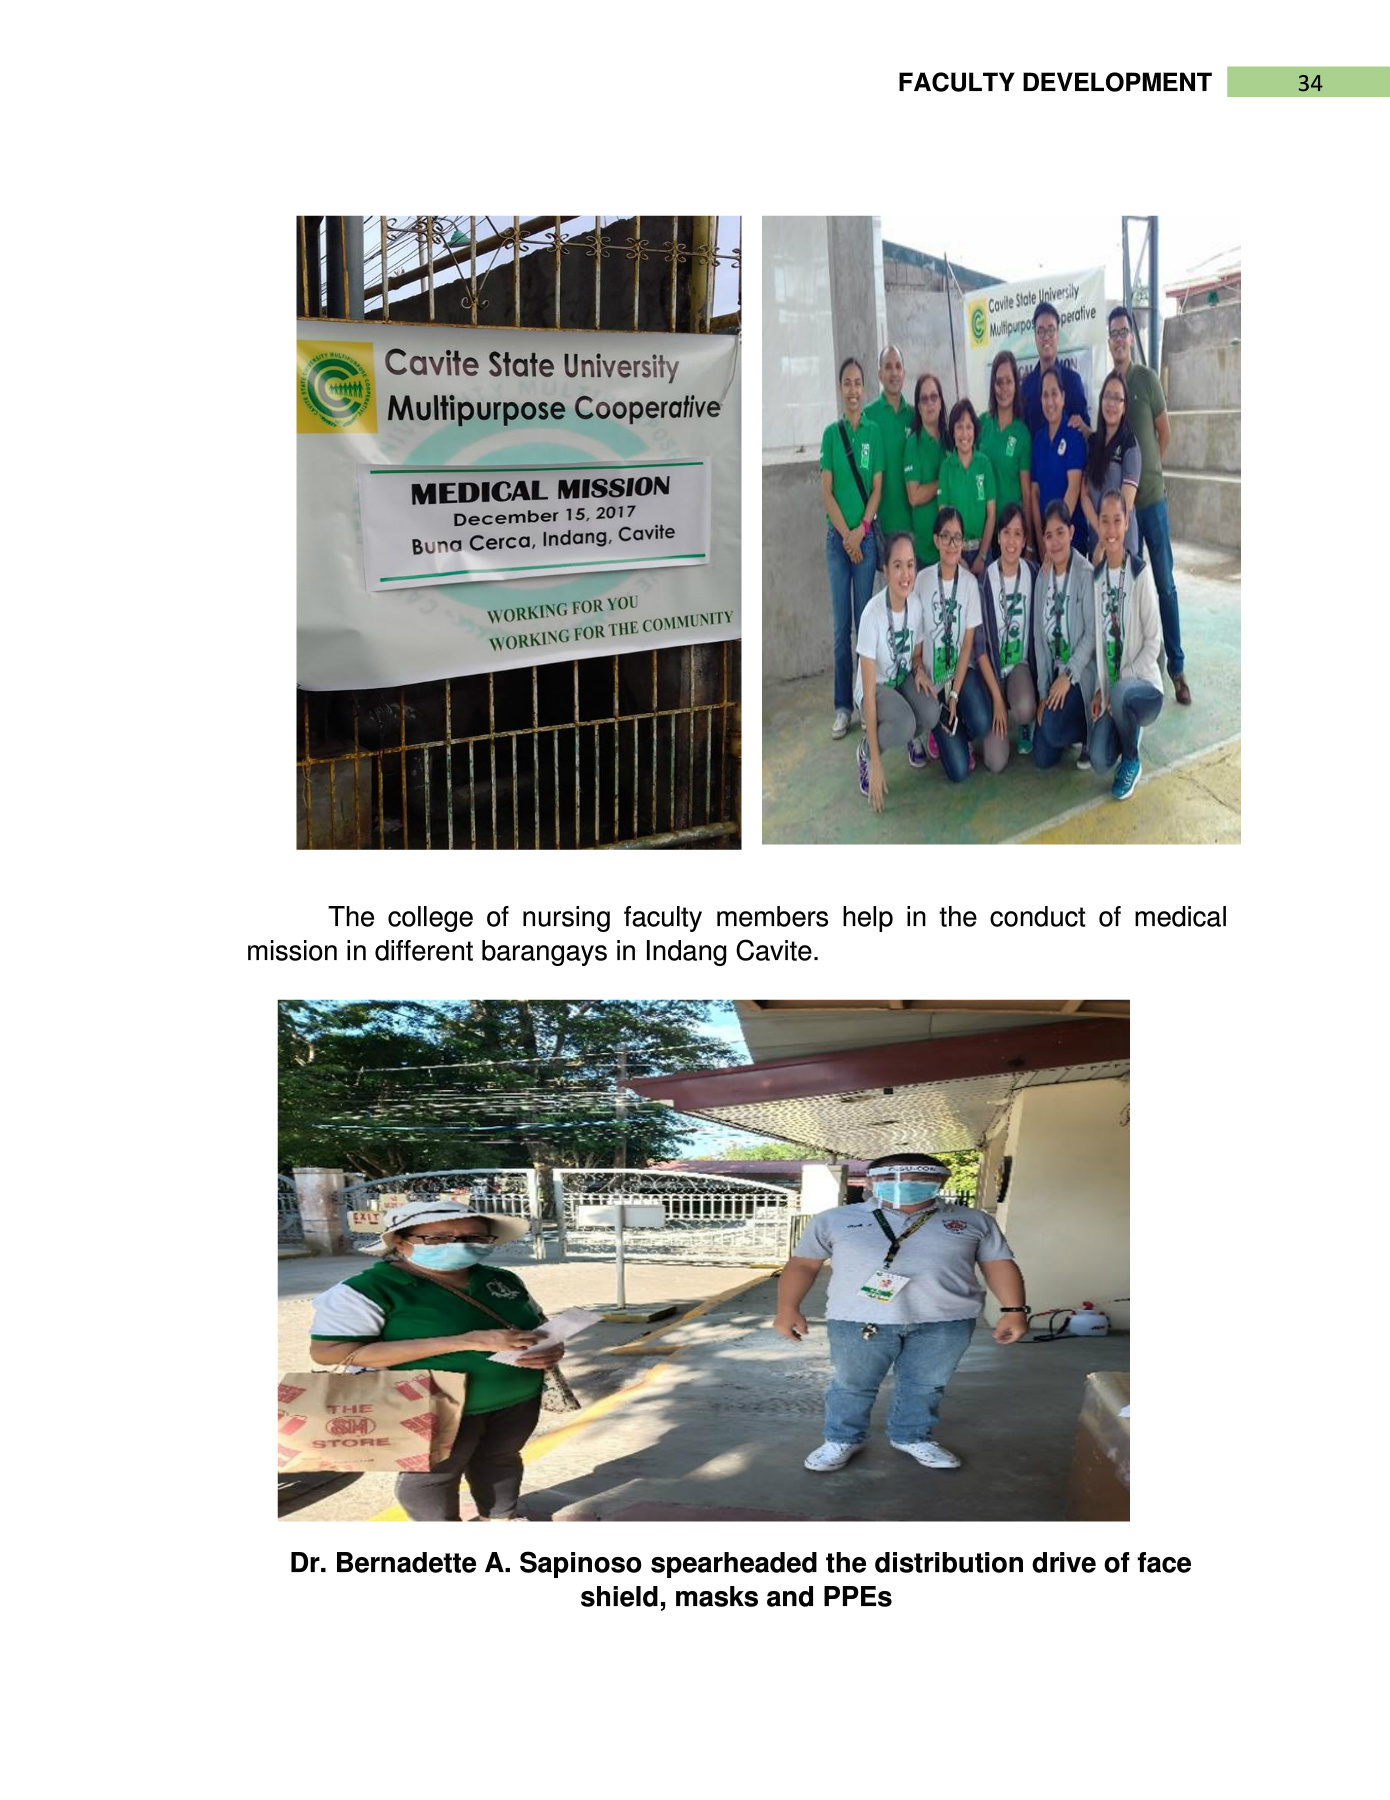 FACULTY DEVELOPMENT 34
Cavite State University
Multipurpose Cooperative
MEDICAL MISSION
December 15, 2017
Buna Cerca, Indang, Cavite
WORKING FOR YOU
WORKING FOR THE COMMUNITY
Cavite State University
The college of nursing faculty members help in the conduct of medical
mission in different barangays in Indang Cavite.
EXIT
THE
SM
STORE
Dr. Bernadette A. Sapinoso spearheaded the distribution drive of face
shield, masks and PPEs